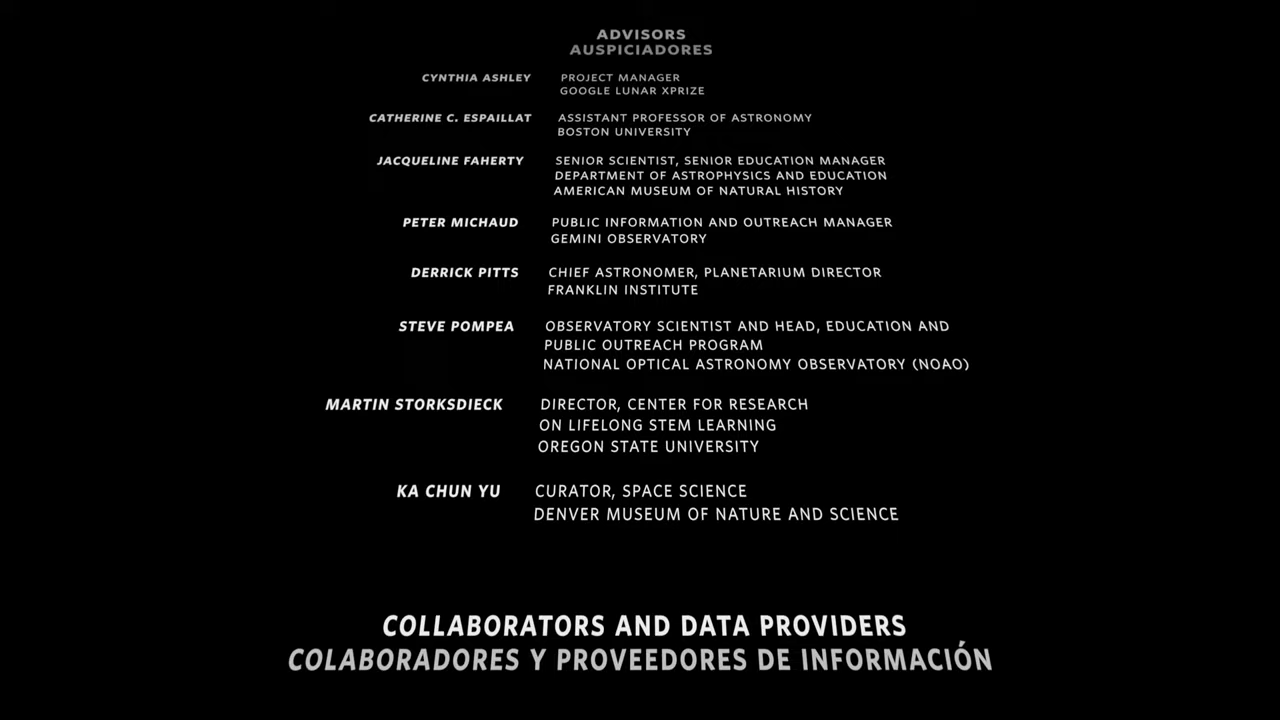 ADVISORS
AUSPICIADORES
CYNTHIA ASHLEY PROJECT MANAGER
GOOGLE LUNAR XPRIZE
CATHERINE C. ESPAILLAT ASSISTANT PROFESSOR OF ASTRONOMY
BOSTON UNIVERSITY
JACQUELINE FAHERTY SENIOR SCIENTIST, SENIOR EDUCATION MANAGER
DEPARTMENT OF ASTROPHYSICS AND EDUCATION
AMERICAN MUSEUM OF NATURAL HISTORY
PETER MICHAUD PUBLIC INFORMATION AND OUTREACH MANAGER
GEMINI OBSERVATORY
DERRICK PITTS CHIEF ASTRONOMER, PLANETARIUM DIRECTOR
FRANKLIN INSTITUTE
STEVE POMPEA OBSERVATORY SCIENTIST AND HEAD, EDUCATION AND
PUBLIC OUTREACH PROGRAM
NATIONAL OPTICAL ASTRONOMY OBSERVATORY (NOAO)
MARTIN STORKSDIECK DIRECTOR, CENTER FOR RESEARCH
ON LIFELONG STEM LEARNING
OREGON STATE UNIVERSITY
KA CHUN YU CURATOR, SPACE SCIENCE
DENVER MUSEUM OF NATURE AND SCIENCE
COLLABORATORS AND DATA PROVIDERS
COLABORADORES Y PROVEEDORES DE INFORMACIÓN